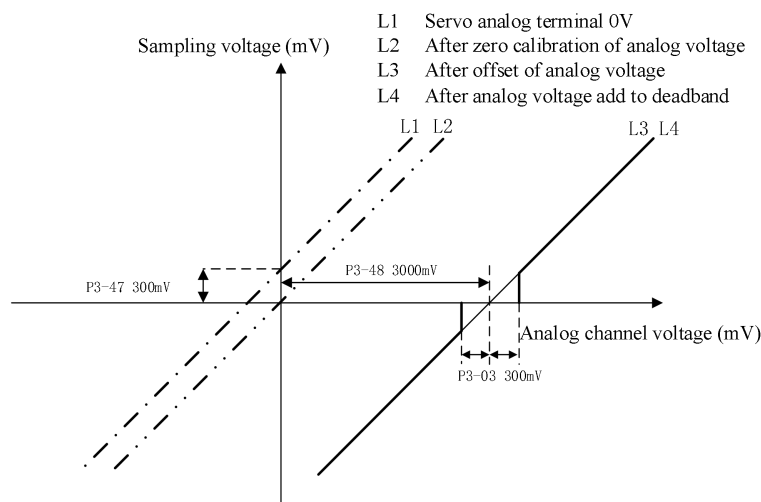 L1 Servo analog terminal 0V
Sampling voltage (mV)
L2 After zero calibration of analog voltage
L3 After offset of analog voltage
L4 After analog voltage add to deadband
L1 L2
L3 L4
P3-48 3000mV
P3-47 300mV
Analog channel voltage (mV)
P3-03 300mV